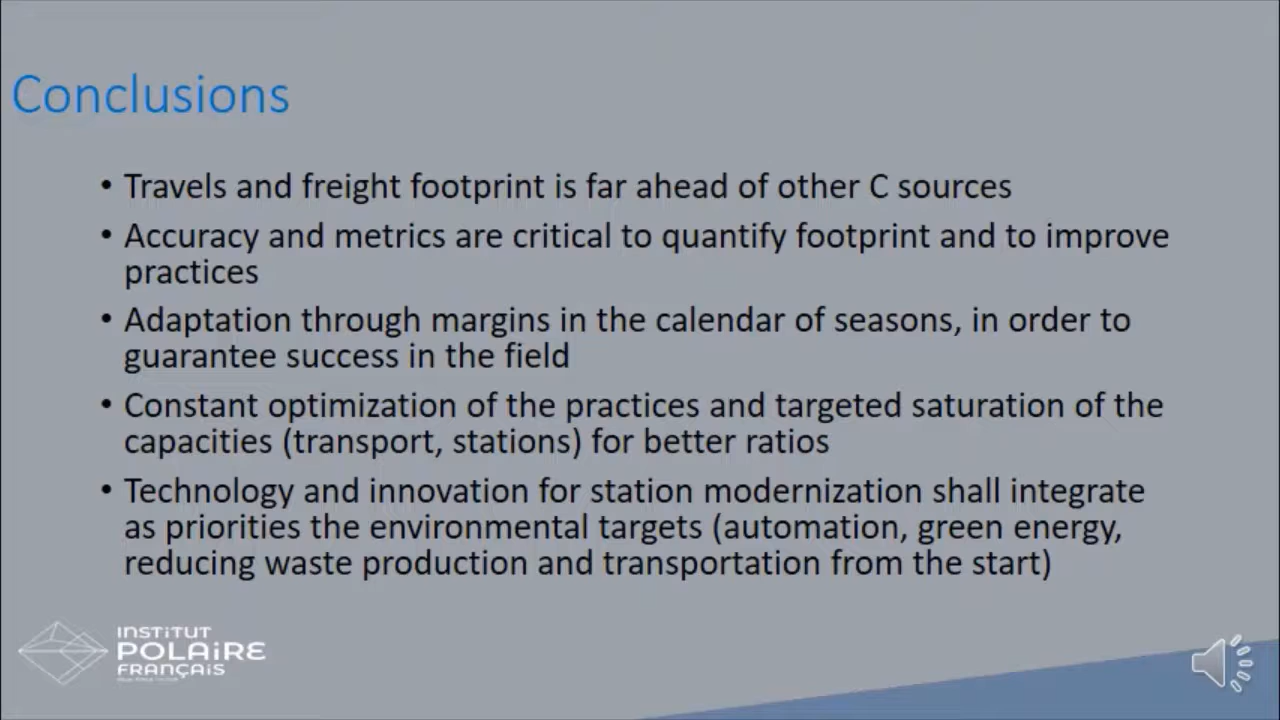 Conclusions
• Travels and freight footprint is far ahead of other C sources
• Accuracy and metrics are critical to quantify footprint and to improve
practices
• Adaptation through margins in the calendar of seasons, in order to
guarantee success in the field
• Constant optimization of the practices and targeted saturation of the
capacities (transport, stations) for better ratios
• Technology and innovation for station modernization shall integrate
as priorities the environmental targets (automation, green energy,
reducing waste production and transportation from the start)
INSTiTUT
POLAiRE
FRANÇAiS